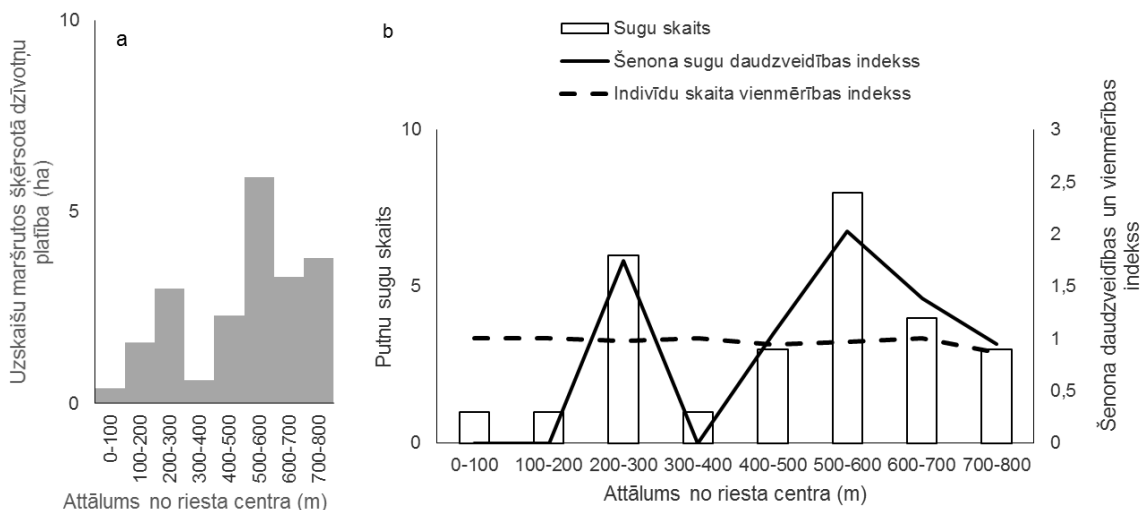 a
10
5
0
Uzskaišu maršrutos šķērsotā dzīvotņu
platība (ha)
0-100
100-200
200-300
300-400
400-500
500-600
600-700
700-800
Attālums no riesta centra (m)
b
Sugu skaits
Šenona sugu daudzveidības indekss
Indivīdu skaita vienmērības indekss
10
5
0
Putnu sugu skaits
3
2,5
2
1,5
1
0,5
0
Šenona daudzveidības un vienmērības
indekss
0-100
100-200
200-300
300-400
400-500
500-600
600-700
700-800
Attālums no riesta centra (m)